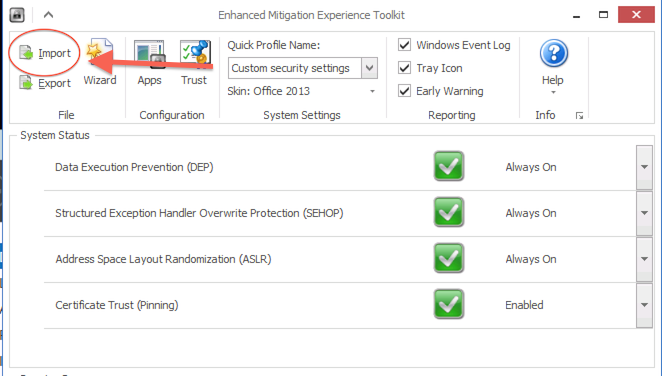 Enhanced Mitigation Experience Toolkit
Import
Export
Wizard
File
Apps
Trust
Configuration
Quick Profile Name:
Custom security settings
Skin: Office 2013
System Settings
Windows Event Log
Tray Icon
Early Warning
Reporting
Help
Info
System Status
Data Execution Prevention (DEP) Always On
Structured Exception Handler Overwrite Protection (SEHOP) Always On
Address Space Layout Randomization (ASLR) Always On
Certificate Trust (Pinning) Enabled